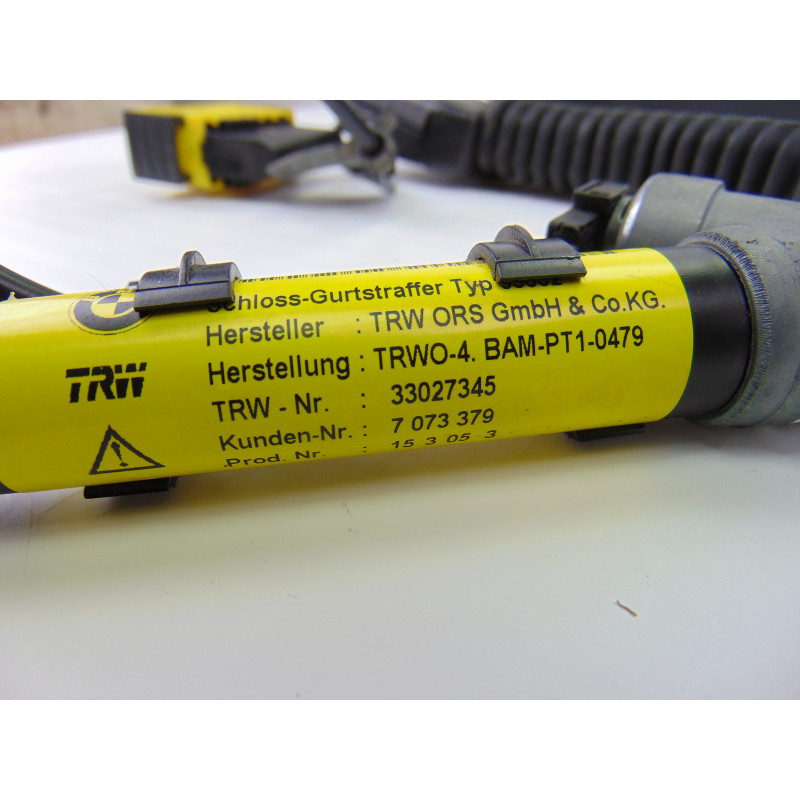 Schloss-Gurtstraffer Typ
Hersteller : TRW ORS GmbH & Co.KG.
Herstellung : TRWO-4. BAM-PT1-0479
TRW - Nr. : 33027345
Kunden-Nr. : 7 073 379
Prod. Nr. 15 3 05 3
TRW